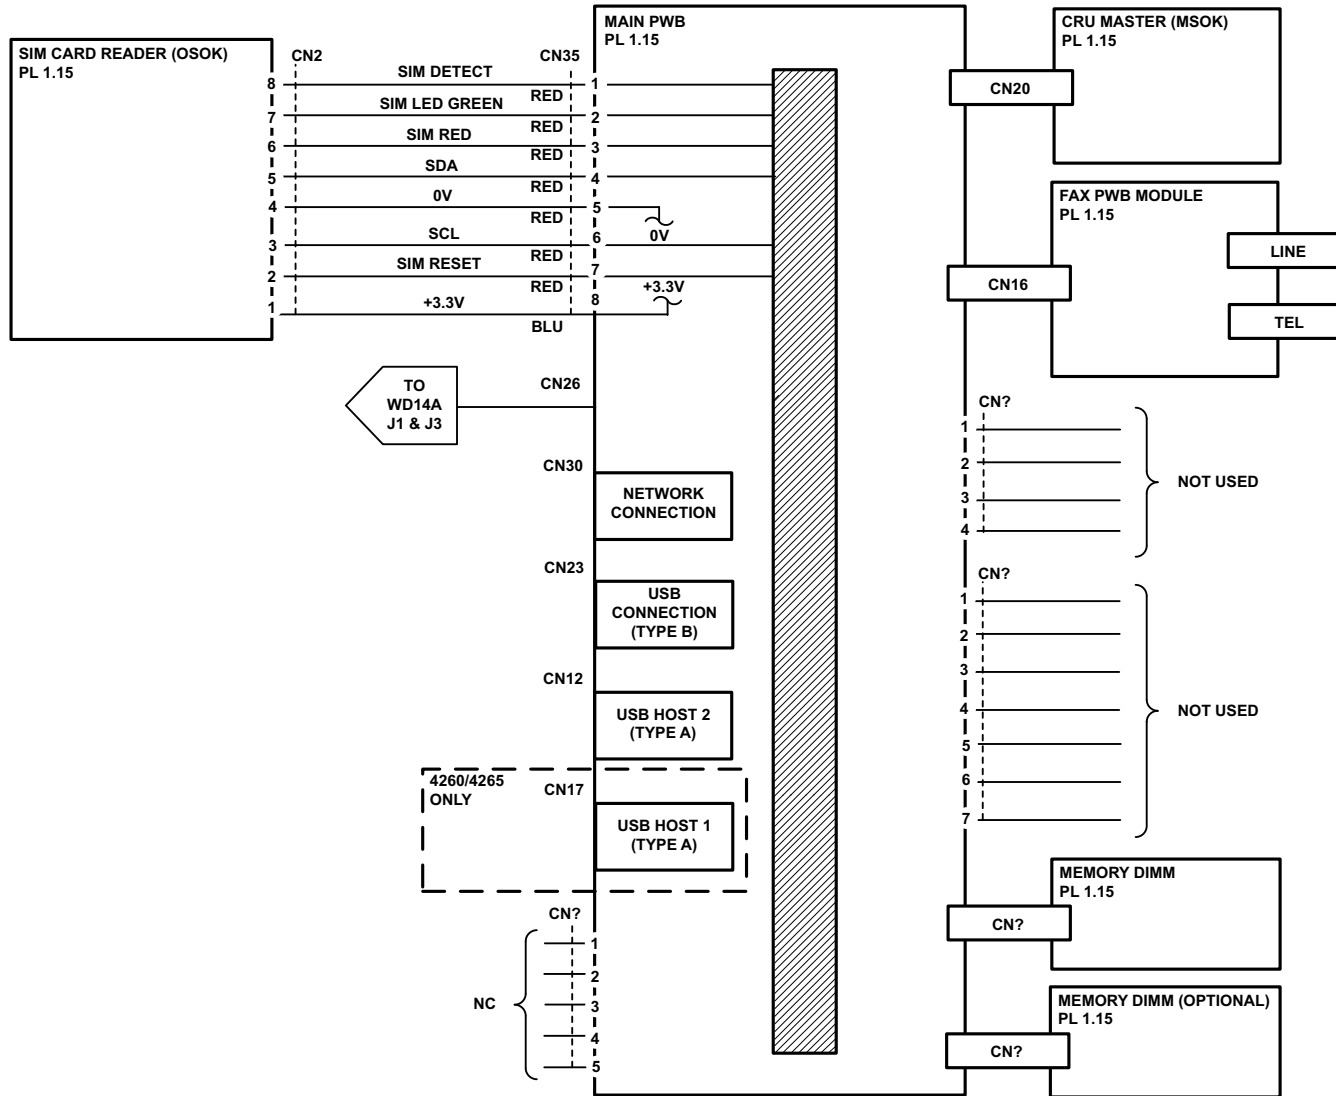 SIM CARD READER (OSOK)
PL 1.15
CN2
CN35
8
SIM DETECT
RED
1
7
SIM LED GREEN
RED
2
6
SIM RED
RED
3
5
SDA
RED
4
4
0V
RED
5
0V
3
SCL
RED
6
2
SIM RESET
RED
7
1
+3.3V
BLU
8
+3.3V
MAIN PWB
PL 1.15
TO
WD14A
J1 & J3
CN26
CN30
NETWORK
CONNECTION
CN23
USB
CONNECTION
(TYPE B)
CN12
USB HOST 2
(TYPE A)
4260/4265
ONLY
CN17
USB HOST 1
(TYPE A)
CN?
NC
1
2
3
4
5
CRU MASTER (MSOK)
PL 1.15
CN20
FAX PWB MODULE
PL 1.15
CN16
LINE
TEL
CN?
1
2
3
4
NOT USED
CN?
1
2
3
4
5
6
7
NOT USED
MEMORY DIMM
PL 1.15
CN?
MEMORY DIMM (OPTIONAL)
PL 1.15
CN?